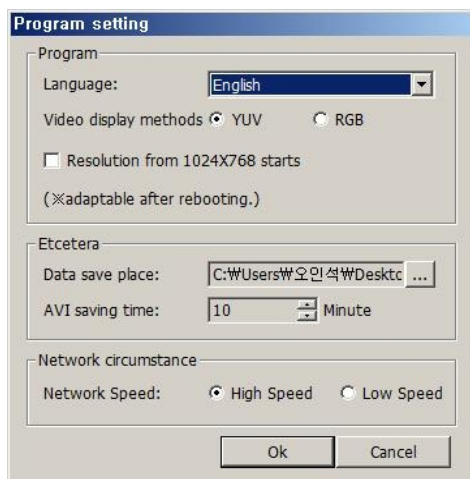 Program setting
Program
Language: English
Video display methods YUV RGB
Resolution from 1024X768 starts
(※adaptable after rebooting.)
Etcetera
Data save place: C:₩Users₩오민석₩Desktc ...
AVI saving time: 10 Minute
Network circumstance
Network Speed: High Speed Low Speed
Ok Cancel